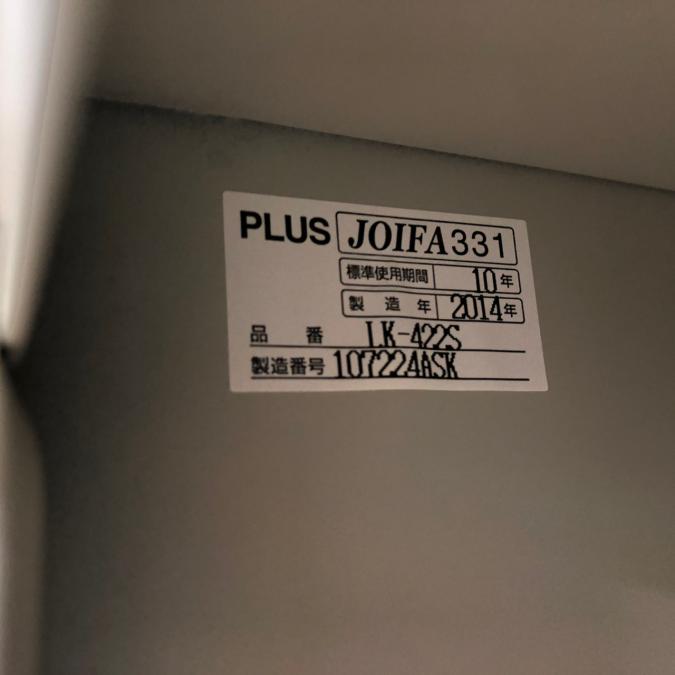 PLUS JOIFA331
標準使用期間 10年
製造年 2014年
品番 LK-422S
製造番号 107224ASK